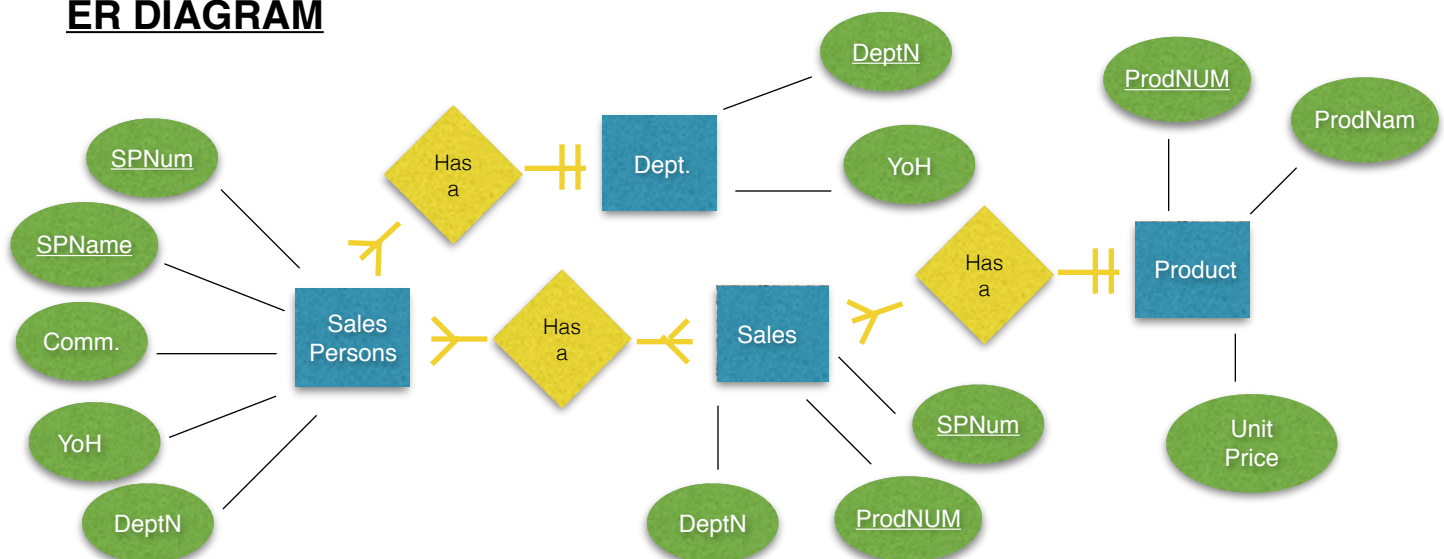 ER DIAGRAM
DeptN
ProdNUM
ProdNam
SPNum
Has
a
Dept.
YoH
SPName
Has
a
Product
Sales
Persons
Has
a
Sales
Comm.
YoH
SPNum
Unit
Price
DeptN
DeptN
ProdNUM